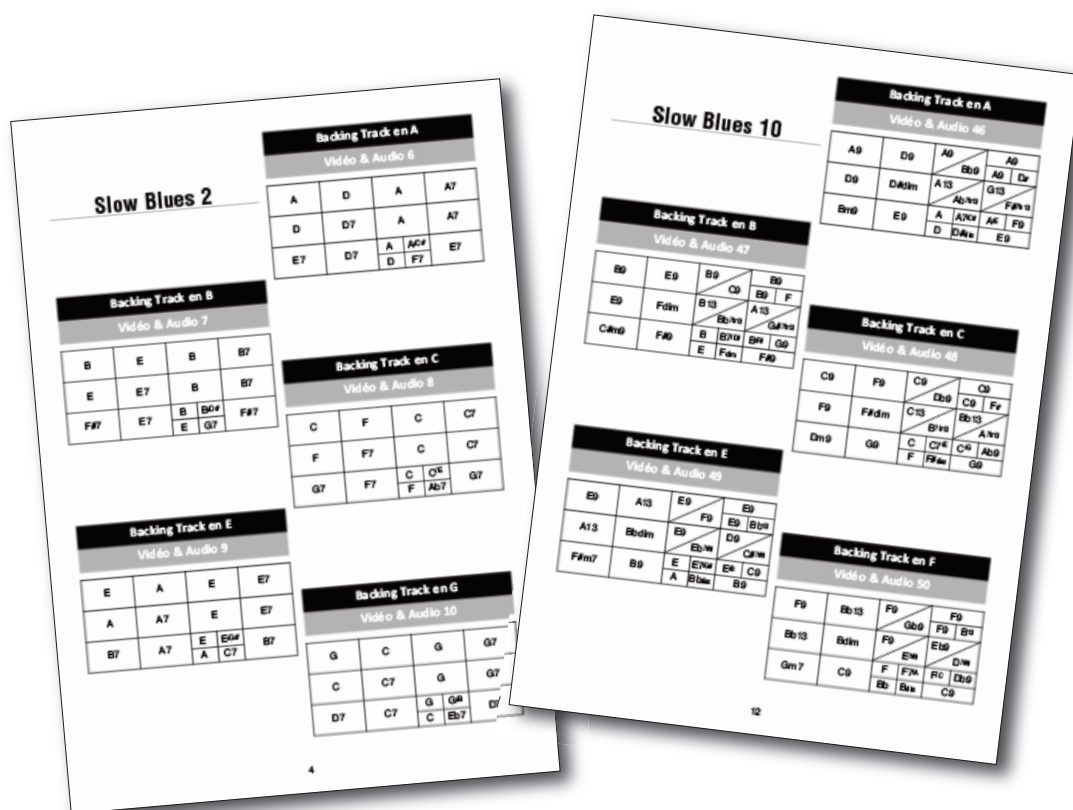 Slow Blues 2
Backing Track en A
Vidéo & Audio 6
A D A A7
D D7 A A7
E7 D7 A A/C# E7
D F7
Backing Track en B
Vidéo & Audio 7
B E B B7
E E7 B B7
F#7 E7 B B/D# F#7
E G7
Backing Track en C
Vidéo & Audio 8
C F C C7
F F7 C C7
G7 F7 C C/E G7
F Ab7
Backing Track en E
Vidéo & Audio 9
E A E E7
A A7 E E7
B7 A7 E E/G# B7
A C7
Backing Track en G
Vidéo & Audio 10
G C G G7
C C7 G G7
D7 C7 G G/B
C Eb7
4
Slow Blues 10
Backing Track en A
Vidéo & Audio 46
A9 D9 A9 A9
Bb9 A9
D9 D#dim A13 G13
Bm9 E9 A F9
D E9
Backing Track en B
Vidéo & Audio 47
B9 E9 B9 B9
C9 B9 F
E9 Fdim B13 A13
C#m9 F#9 B G9
E Fdim F#9
Backing Track en C
Vidéo & Audio 48
C9 F9 C9 C9
Db9 C9 F#
F9 F#dim C13 Bb13
Dm9 G9 C Ab9
F G9
Backing Track en E
Vidéo & Audio 49
E9 A13 E9 E9
F9 E9
A13 Bbdim E9 D9
F#m7 B9 E C9
A B9
Backing Track en F
Vidéo & Audio 50
F9 Bb13 F9 F9
Gb9 F9
Bb13 Bdim F9 Eb9
Gm7 C9 F Db9
Bb C9
12